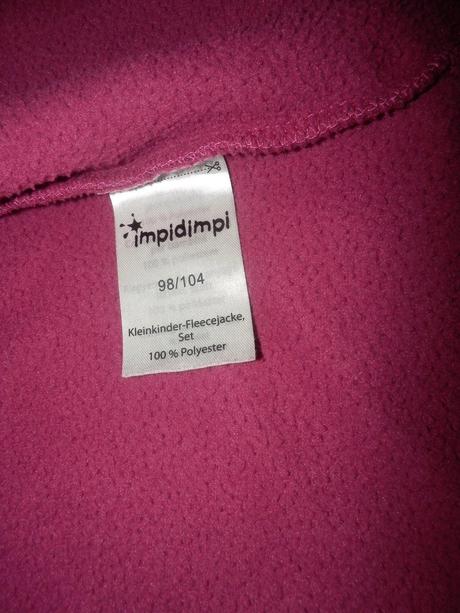 impidimpi
98/104
Kleinkinder-Fleecejacke,
Set
100 % Polyester